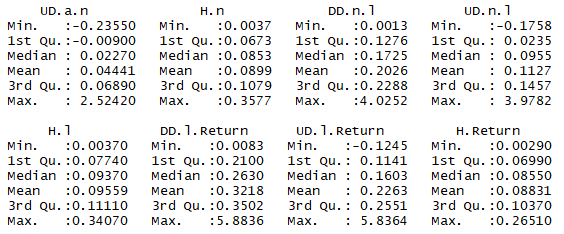 UD.a.n H.n DD.n.l UD.n.l
Min. :-0.23550 Min. :0.0037 Min. :0.0013 Min. :-0.1758
1st Qu.:-0.00900 1st Qu.:0.0673 1st Qu.:0.1276 1st Qu.: 0.0235
Median : 0.02270 Median :0.0853 Median :0.1725 Median : 0.0955
Mean : 0.04441 Mean :0.0899 Mean :0.2026 Mean : 0.1127
3rd Qu.: 0.06890 3rd Qu.:0.1079 3rd Qu.:0.2288 3rd Qu.: 0.1457
Max. : 2.52420 Max. :0.3577 Max. :4.0252 Max. : 3.9782
H.l DD.l.Return UD.l.Return H.Return
Min. :0.00370 Min. :0.0083 Min. :-0.1245 Min. :0.00290
1st Qu.:0.07740 1st Qu.:0.2100 1st Qu.: 0.1141 1st Qu.:0.06990
Median :0.09370 Median :0.2630 Median : 0.1603 Median :0.08550
Mean :0.09559 Mean :0.3218 Mean : 0.2263 Mean :0.08831
3rd Qu.:0.11110 3rd Qu.:0.3502 3rd Qu.: 0.2551 3rd Qu.:0.10370
Max. :0.34070 Max. :5.8836 Max. : 5.8364 Max. :0.26510